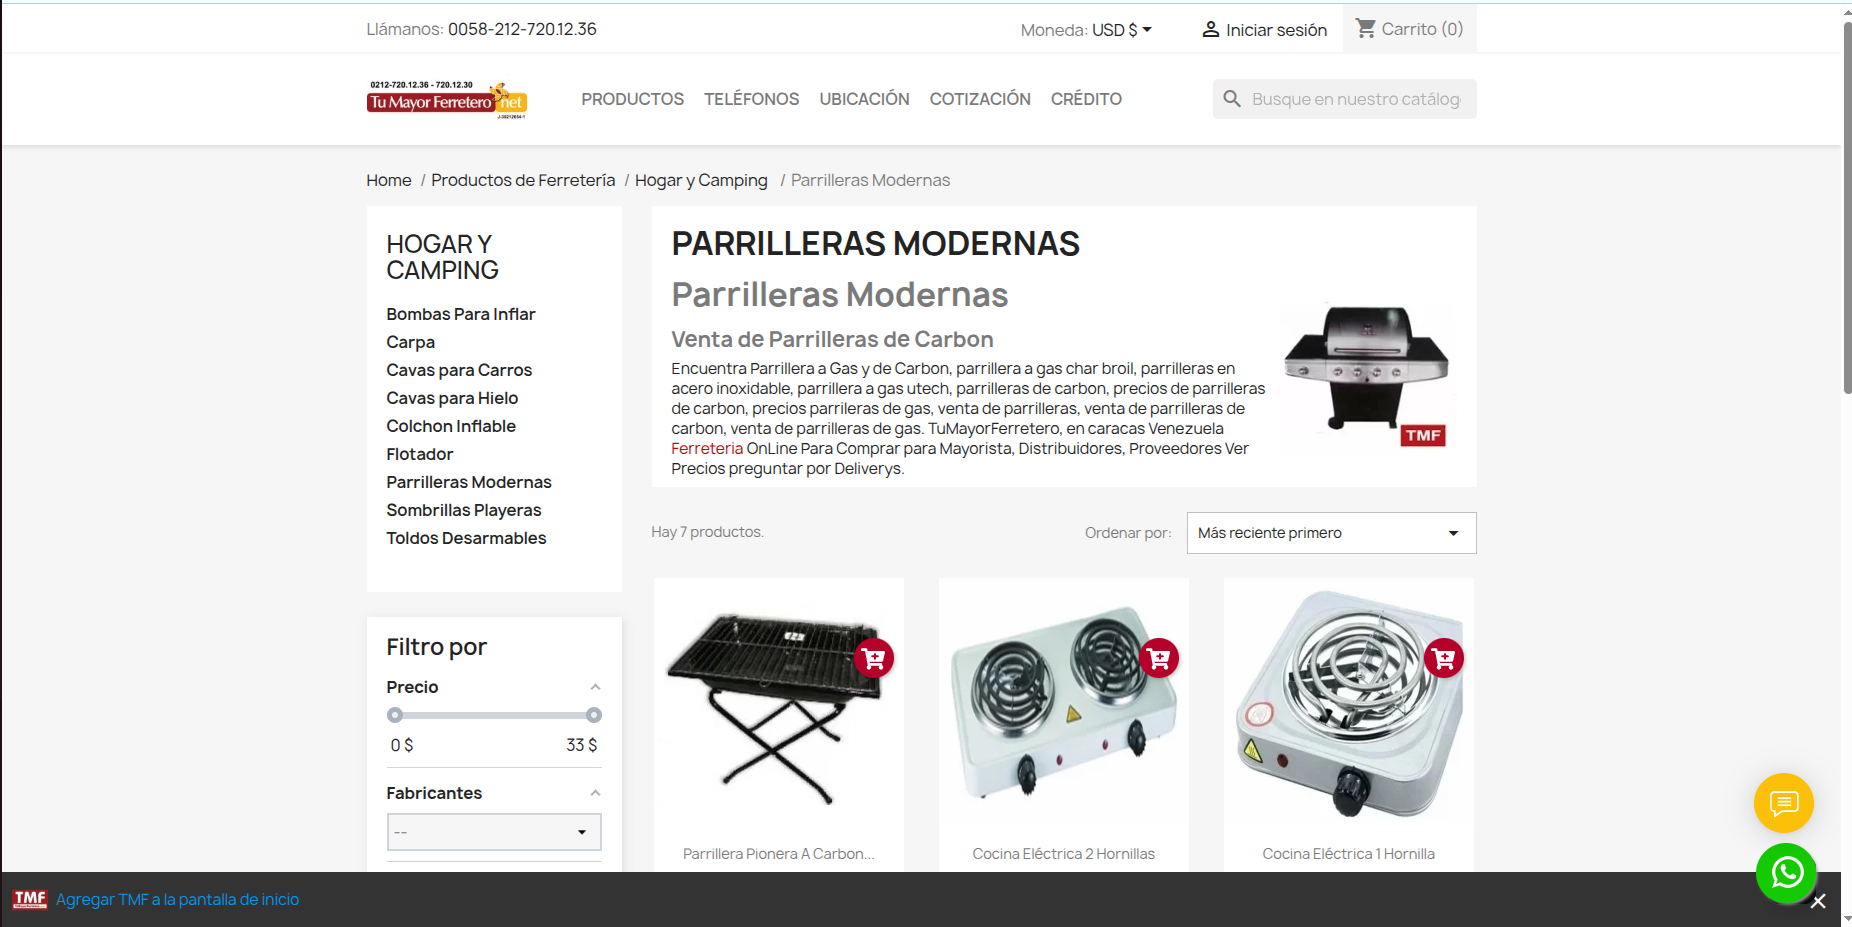 Llámanos: 0058-212-720.12.36
Moneda: USD $
Iniciar sesión
Carrito (0)
0212-720.12.36 - 720.12.30
Tu Mayor Ferretero net
J-30212654-1
PRODUCTOS
TELÉFONOS
UBICACIÓN
COTIZACIÓN
CRÉDITO
Busque en nuestro catálog
Home / Productos de Ferretería / Hogar y Camping / Parrilleras Modernas
HOGAR Y
CAMPING
Bombas Para Inflar
Carpa
Cavas para Carros
Cavas para Hielo
Colchon Inflable
Flotador
Parrilleras Modernas
Sombrillas Playeras
Toldos Desarmables
Filtro por
Precio
0 $
33 $
Fabricantes
--
PARRILLERAS MODERNAS
Parrilleras Modernas
Venta de Parrilleras de Carbon
Encuentra Parrillera a Gas y de Carbon, parrillera a gas char broil, parrilleras en
acero inoxidable, parrillera a gas utech, parrilleras de carbon, precios de parrilleras
de carbon, precios parrileras de gas, venta de parrilleras, venta de parrilleras de
carbon, venta de parrilleras de gas. TuMayorFerretero, en caracas Venezuela
Ferreteria OnLine Para Comprar para Mayorista, Distribuidores, Proveedores Ver
Precios preguntar por Deliverys.
TMF
Hay 7 productos.
Ordenar por:
Más reciente primero
Parrillera Pionera A Carbon...
Cocina Eléctrica 2 Hornillas
Cocina Eléctrica 1 Hornilla
TMF
Agregar TMF a la pantalla de inicio